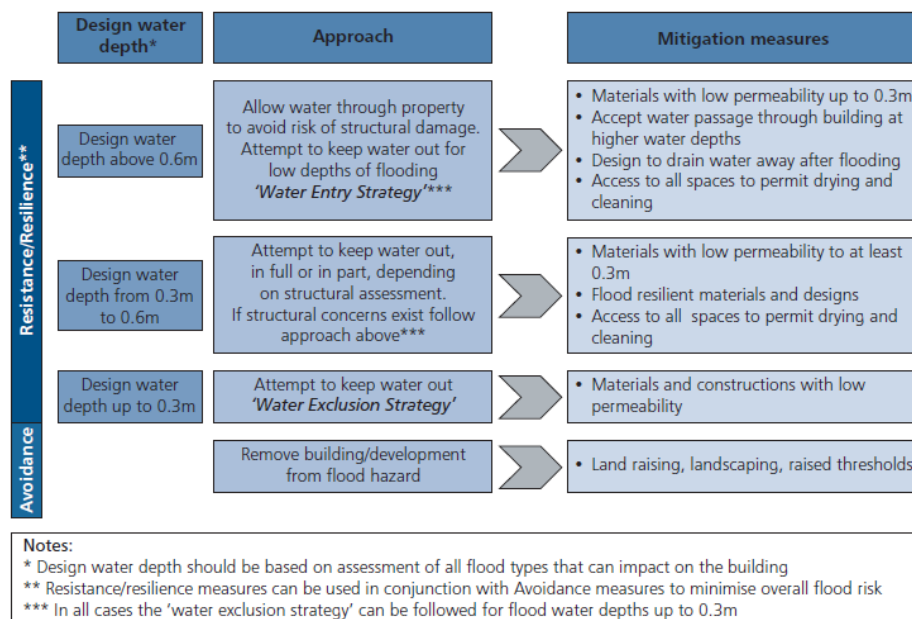 Design water
depth*
Approach
Mitigation measures
Resistance/Resilience**
Design water
depth above 0.6m
Allow water through property
to avoid risk of structural damage.
Attempt to keep water out for
low depths of flooding
‘Water Entry Strategy’***
• Materials with low permeability up to 0.3m
• Accept water passage through building at
higher water depths
• Design to drain water away after flooding
• Access to all spaces to permit drying and
cleaning
Design water
depth from 0.3m
to 0.6m
Attempt to keep water out,
in full or in part, depending
on structural assessment.
If structural concerns exist follow
approach above***
• Materials with low permeability to at least
0.3m
• Flood resilient materials and designs
• Access to all spaces to permit drying and
cleaning
Design water
depth up to 0.3m
Attempt to keep water out
‘Water Exclusion Strategy’
• Materials and constructions with low
permeability
Avoidance
Remove building/development
from flood hazard
• Land raising, landscaping, raised thresholds
Notes:
* Design water depth should be based on assessment of all flood types that can impact on the building
** Resistance/resilience measures can be used in conjunction with Avoidance measures to minimise overall flood risk
*** In all cases the ‘water exclusion strategy’ can be followed for flood water depths up to 0.3m